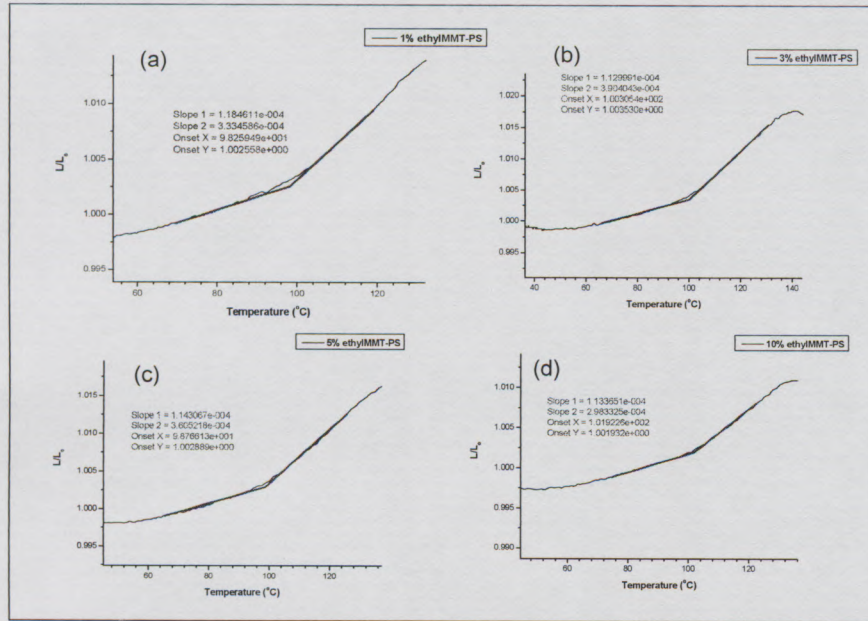 (a)
1% ethylMMT-PS
Slope 1 = 1.184611e-004
Slope 2 = 3.334586e-004
Onset X = 9.825949e+001
Onset Y = 1.002558e+000
1.010
1.005
1.000
0.995
L/Lo
60 80 100 120
Temperature (°C)
(b)
3% ethylMMT-PS
Slope 1 = 1.129991e-004
Slope 2 = 3.904043e-004
Onset X = 1.003054e+002
Onset Y = 1.003530e+000
1.020
1.015
1.010
1.005
1.000
0.995
L/Lo
40 60 80 100 120 140
Temperature (°C)
(c)
5% ethylMMT-PS
Slope 1 = 1.143067e-004
Slope 2 = 3.605218e-004
Onset X = 9.876613e+001
Onset Y = 1.002889e+000
1.015
1.010
1.005
1.000
0.995
L/Lo
60 80 100 120
Temperature (°C)
(d)
10% ethylMMT-PS
Slope 1 = 1.133651e-004
Slope 2 = 2.983325e-004
Onset X = 1.019226e+002
Onset Y = 1.001932e+000
1.010
1.005
1.000
0.995
0.990
L/Lo
60 80 100 120
Temperature (°C)